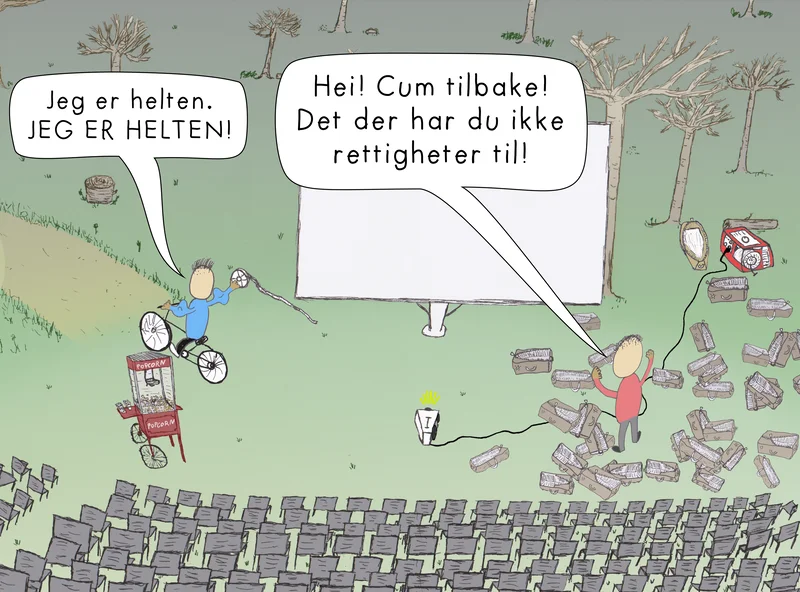 Jeg er helten.
JEG ER HELTEN!
Hei! Cum tilbake!
Det der har du ikke
rettigheter til!
POPCORN
POPCORN
I